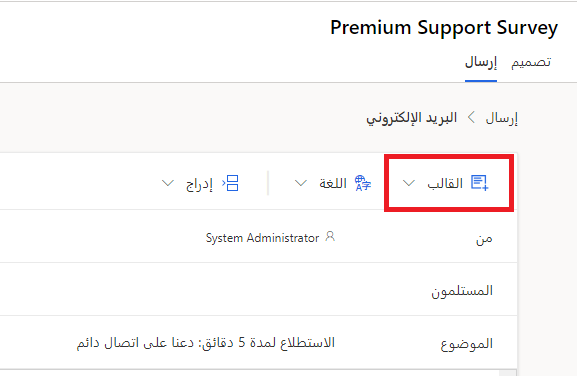 Premium Support Survey
تصميم إرسال
إرسال البريد الإلكتروني
القالب اللغة إدراج
من System Administrator
المستلمون
الموضوع الاستطلاع لمدة 5 دقائق: دعنا على اتصال دائم